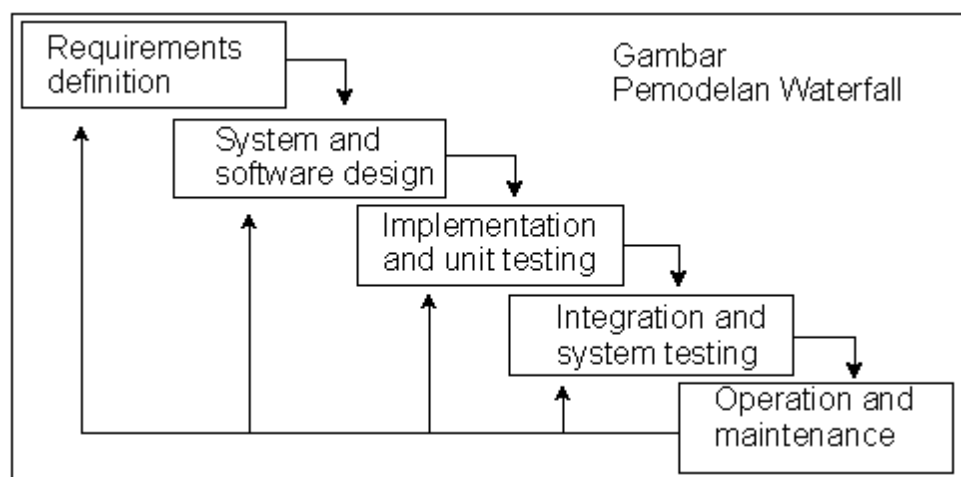 Requirements
definition
Gambar
Pemodelan Waterfall
System and
software design
Implementation
and unit testing
Integration and
system testing
Operation and
maintenance